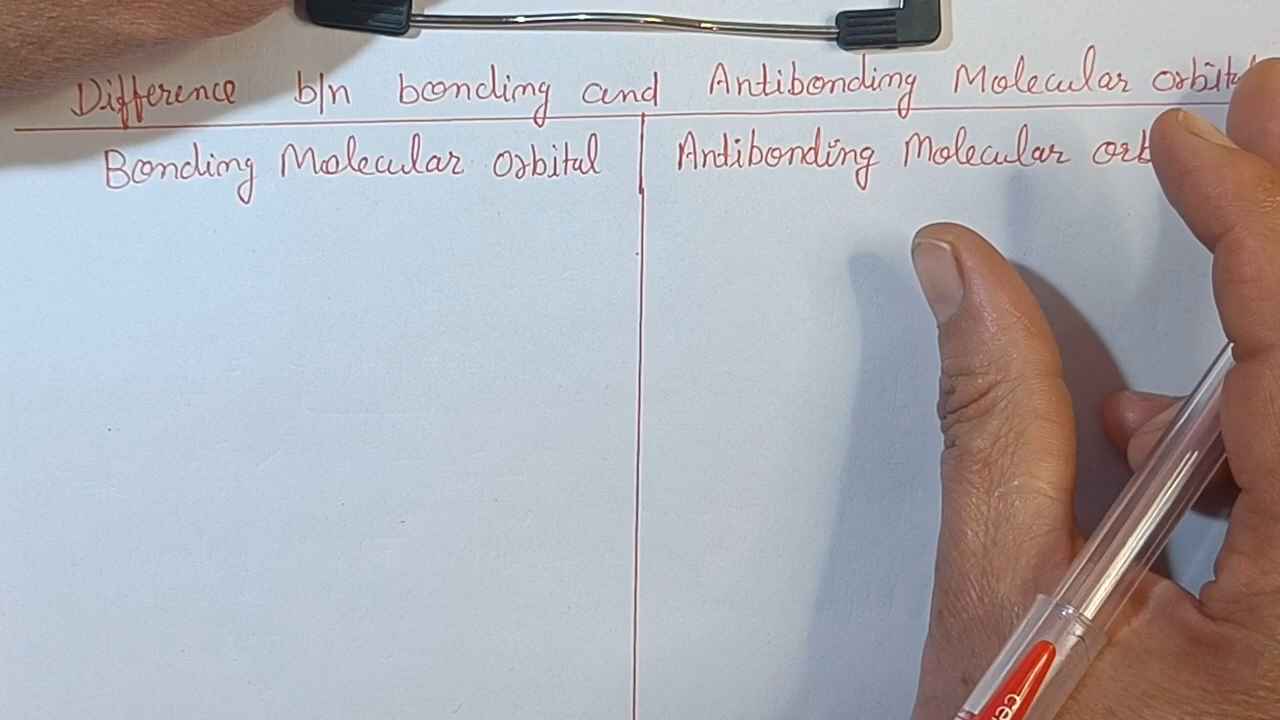 Difference b/n bonding and Antibonding Molecular
Bonding Molecular Orbital
Antibonding Molecular